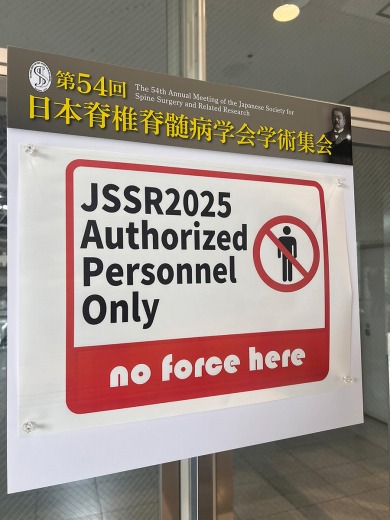 第54回
The 54th Annual Meeting of the Japanese Society for
Spine Surgery and Related Research
日本脊椎脊髄病学会学術集会
JSSR2025
Authorized
Personnel
Only
no force here